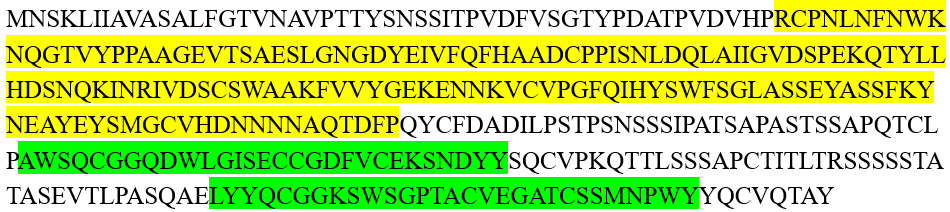 MNSKLIIAVASALFGTVNAVPTTYSNSSITPVDFVSGTYPDATPVDVHPRCPNLNFNWK
NQGTVYPPAAGEVTSAESLGNGDYEIVFQFHAADCPPISNLDQLAIIGVDSPEKQTYLL
HDSNQKINRIVDSCSWAAKFVVYGEKENNKVCVPGFQIHYSWFSGLASSEYASSFKY
NEAYEYSMGCVHDNNNNAQTDFPQYCFDADILPSTPSNSSSIPATSAPASTSSAPQTCL
PAWSQCGGQDWLGISECCGDFVCEKSNDYYSQCVPKQTTLSSSAPCTITLTRSSSSSTA
TASEVTLPASQAELYYQCGGKSWSGPTACVEGATCSSMNPWYYQCVQTAY